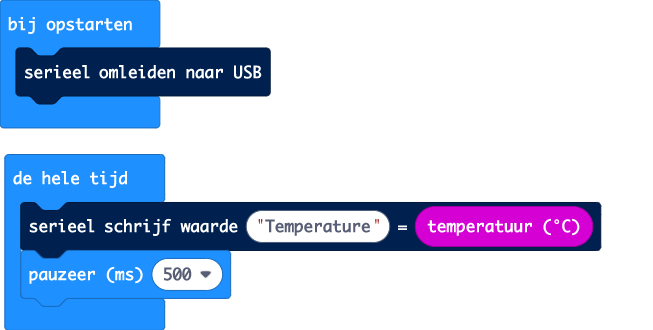 bij opstarten
serieel omleiden naar USB
de hele tijd
serieel schrijf waarde "Temperature" = temperatuur (°C)
pauzeer (ms) 500